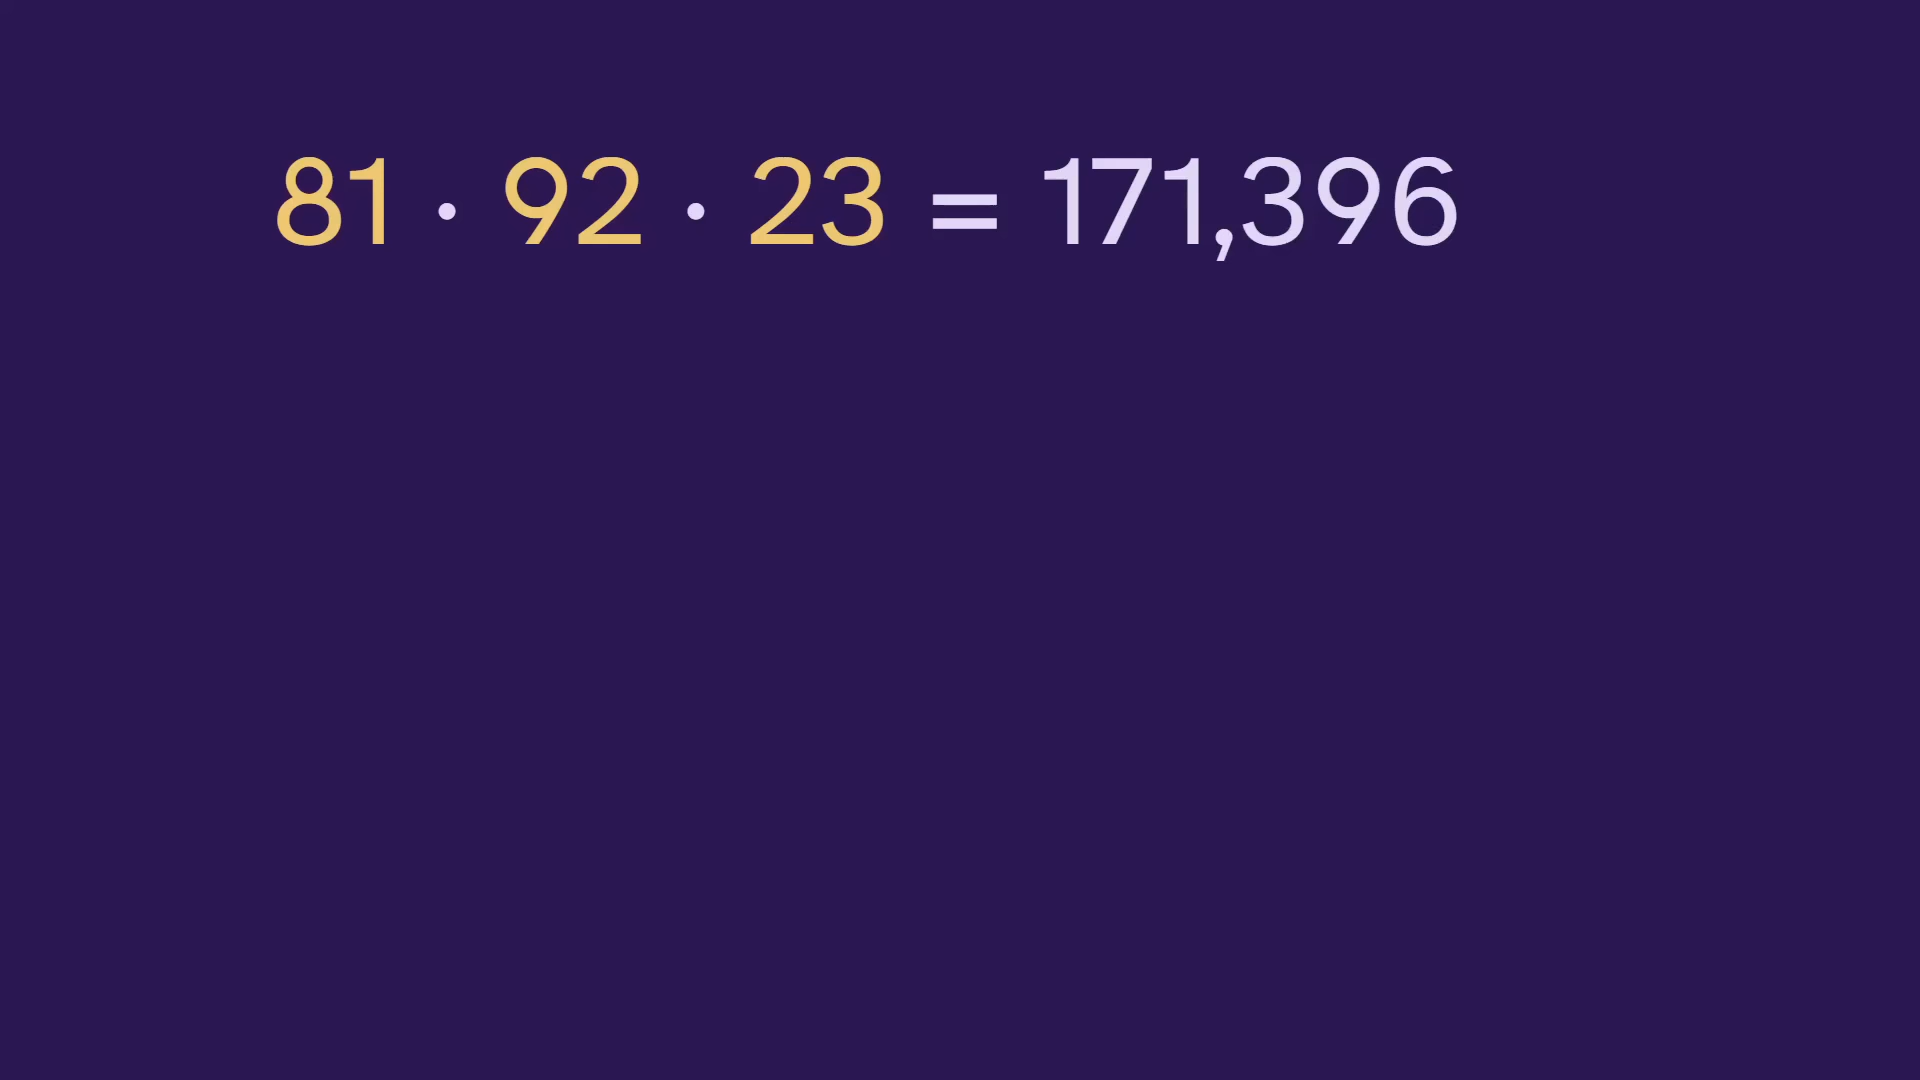 81 · 92 · 23 = 171,396